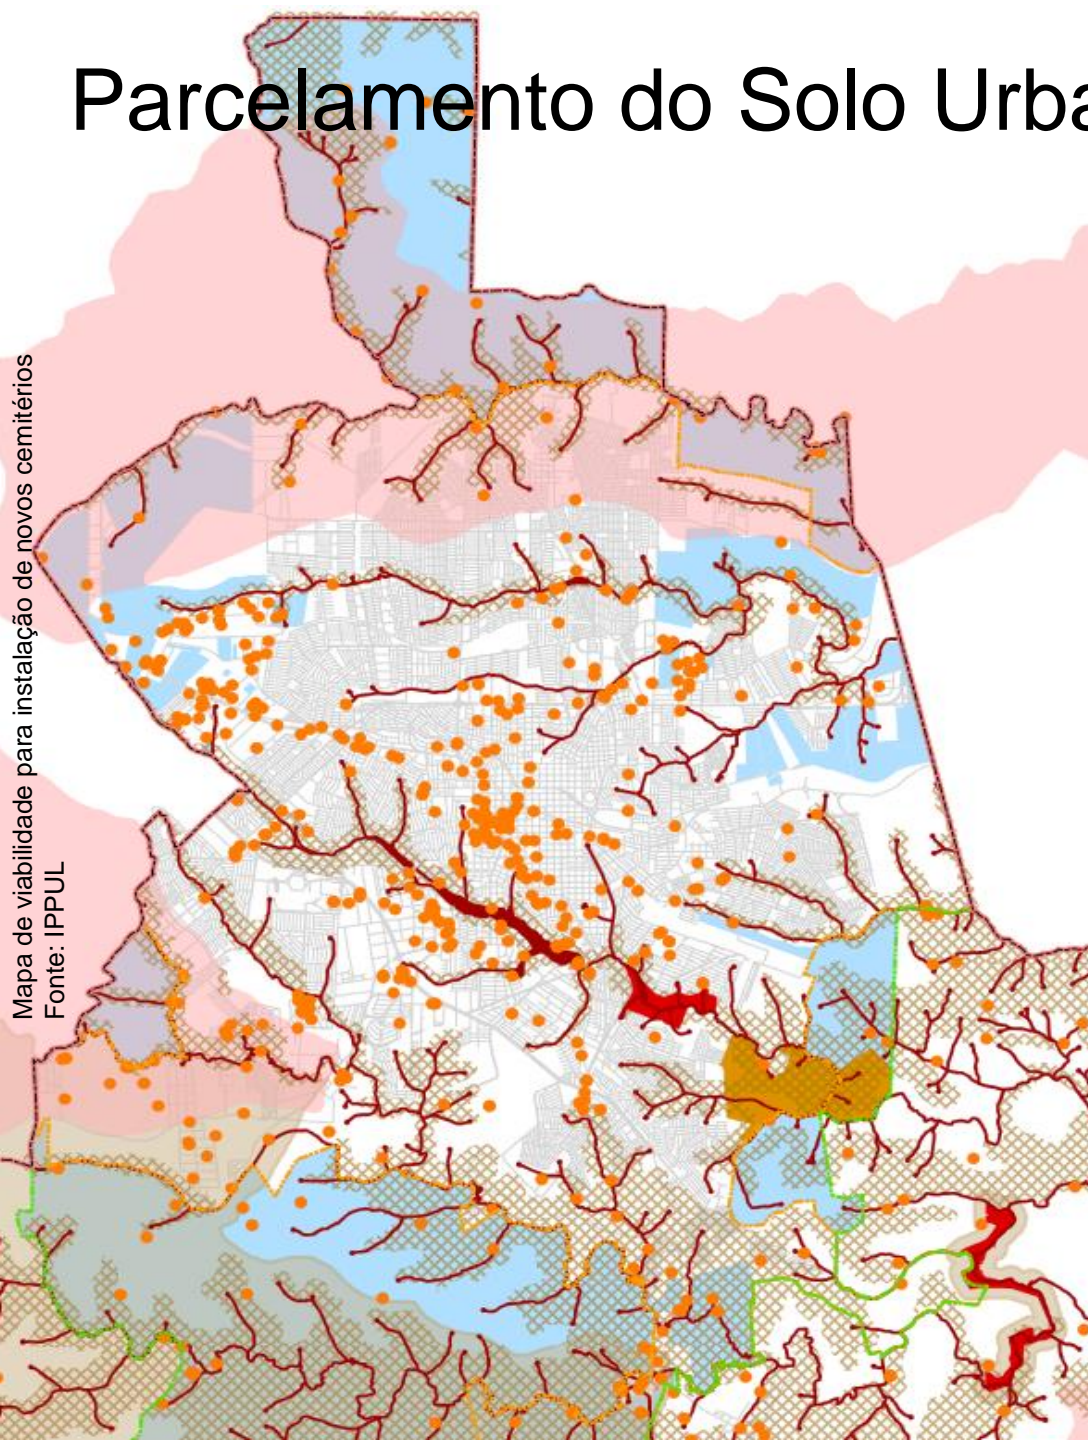 Parcelamento do Solo Urba
Mapa de viabilidade para instalação de novos cemitérios
Fonte: IPPUL